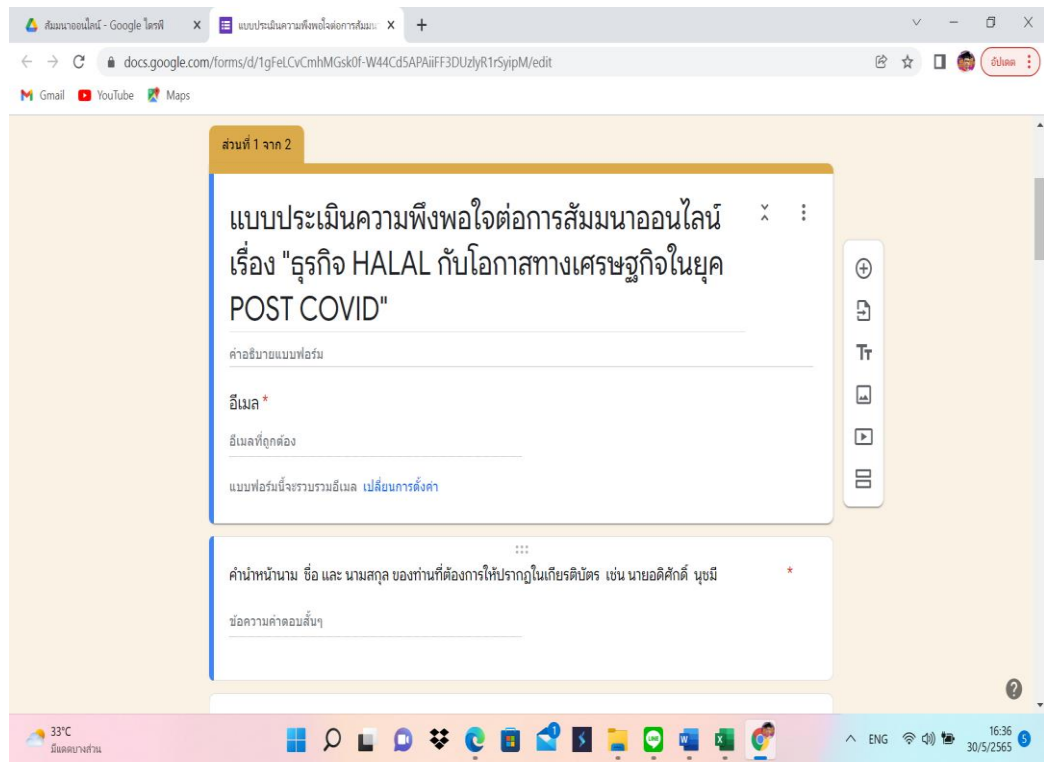 สัมมนาออนไลน์ - Google ไดรฟ์
แบบประเมินความพึงพอใจต่อการสัมมนา
docs.google.com/forms/d/1gFeLCvCmhMGsk0f-W44Cd5APAiiFF3DUzlyR1rSyipM/edit
อัปเดต
Gmail YouTube Maps
ส่วนที่ 1 จาก 2
แบบประเมินความพึงพอใจต่อการสัมมนาออนไลน์
เรื่อง "ธุรกิจ HALAL กับโอกาสทางเศรษฐกิจในยุค
POST COVID"
คำอธิบายแบบฟอร์ม
อีเมล *
อีเมลที่ถูกต้อง
แบบฟอร์มนี้จะรวบรวมอีเมล เปลี่ยนการตั้งค่า
คำนำหน้านาม ชื่อ และ นามสกุล ของท่านที่ต้องการให้ปรากฏในเกียรติบัตร เช่น นายอดิศักดิ์ นุชมี *
ข้อความคำตอบสั้นๆ
33°C
มีแดดบางส่วน
ENG
16:36
30/5/2565
5